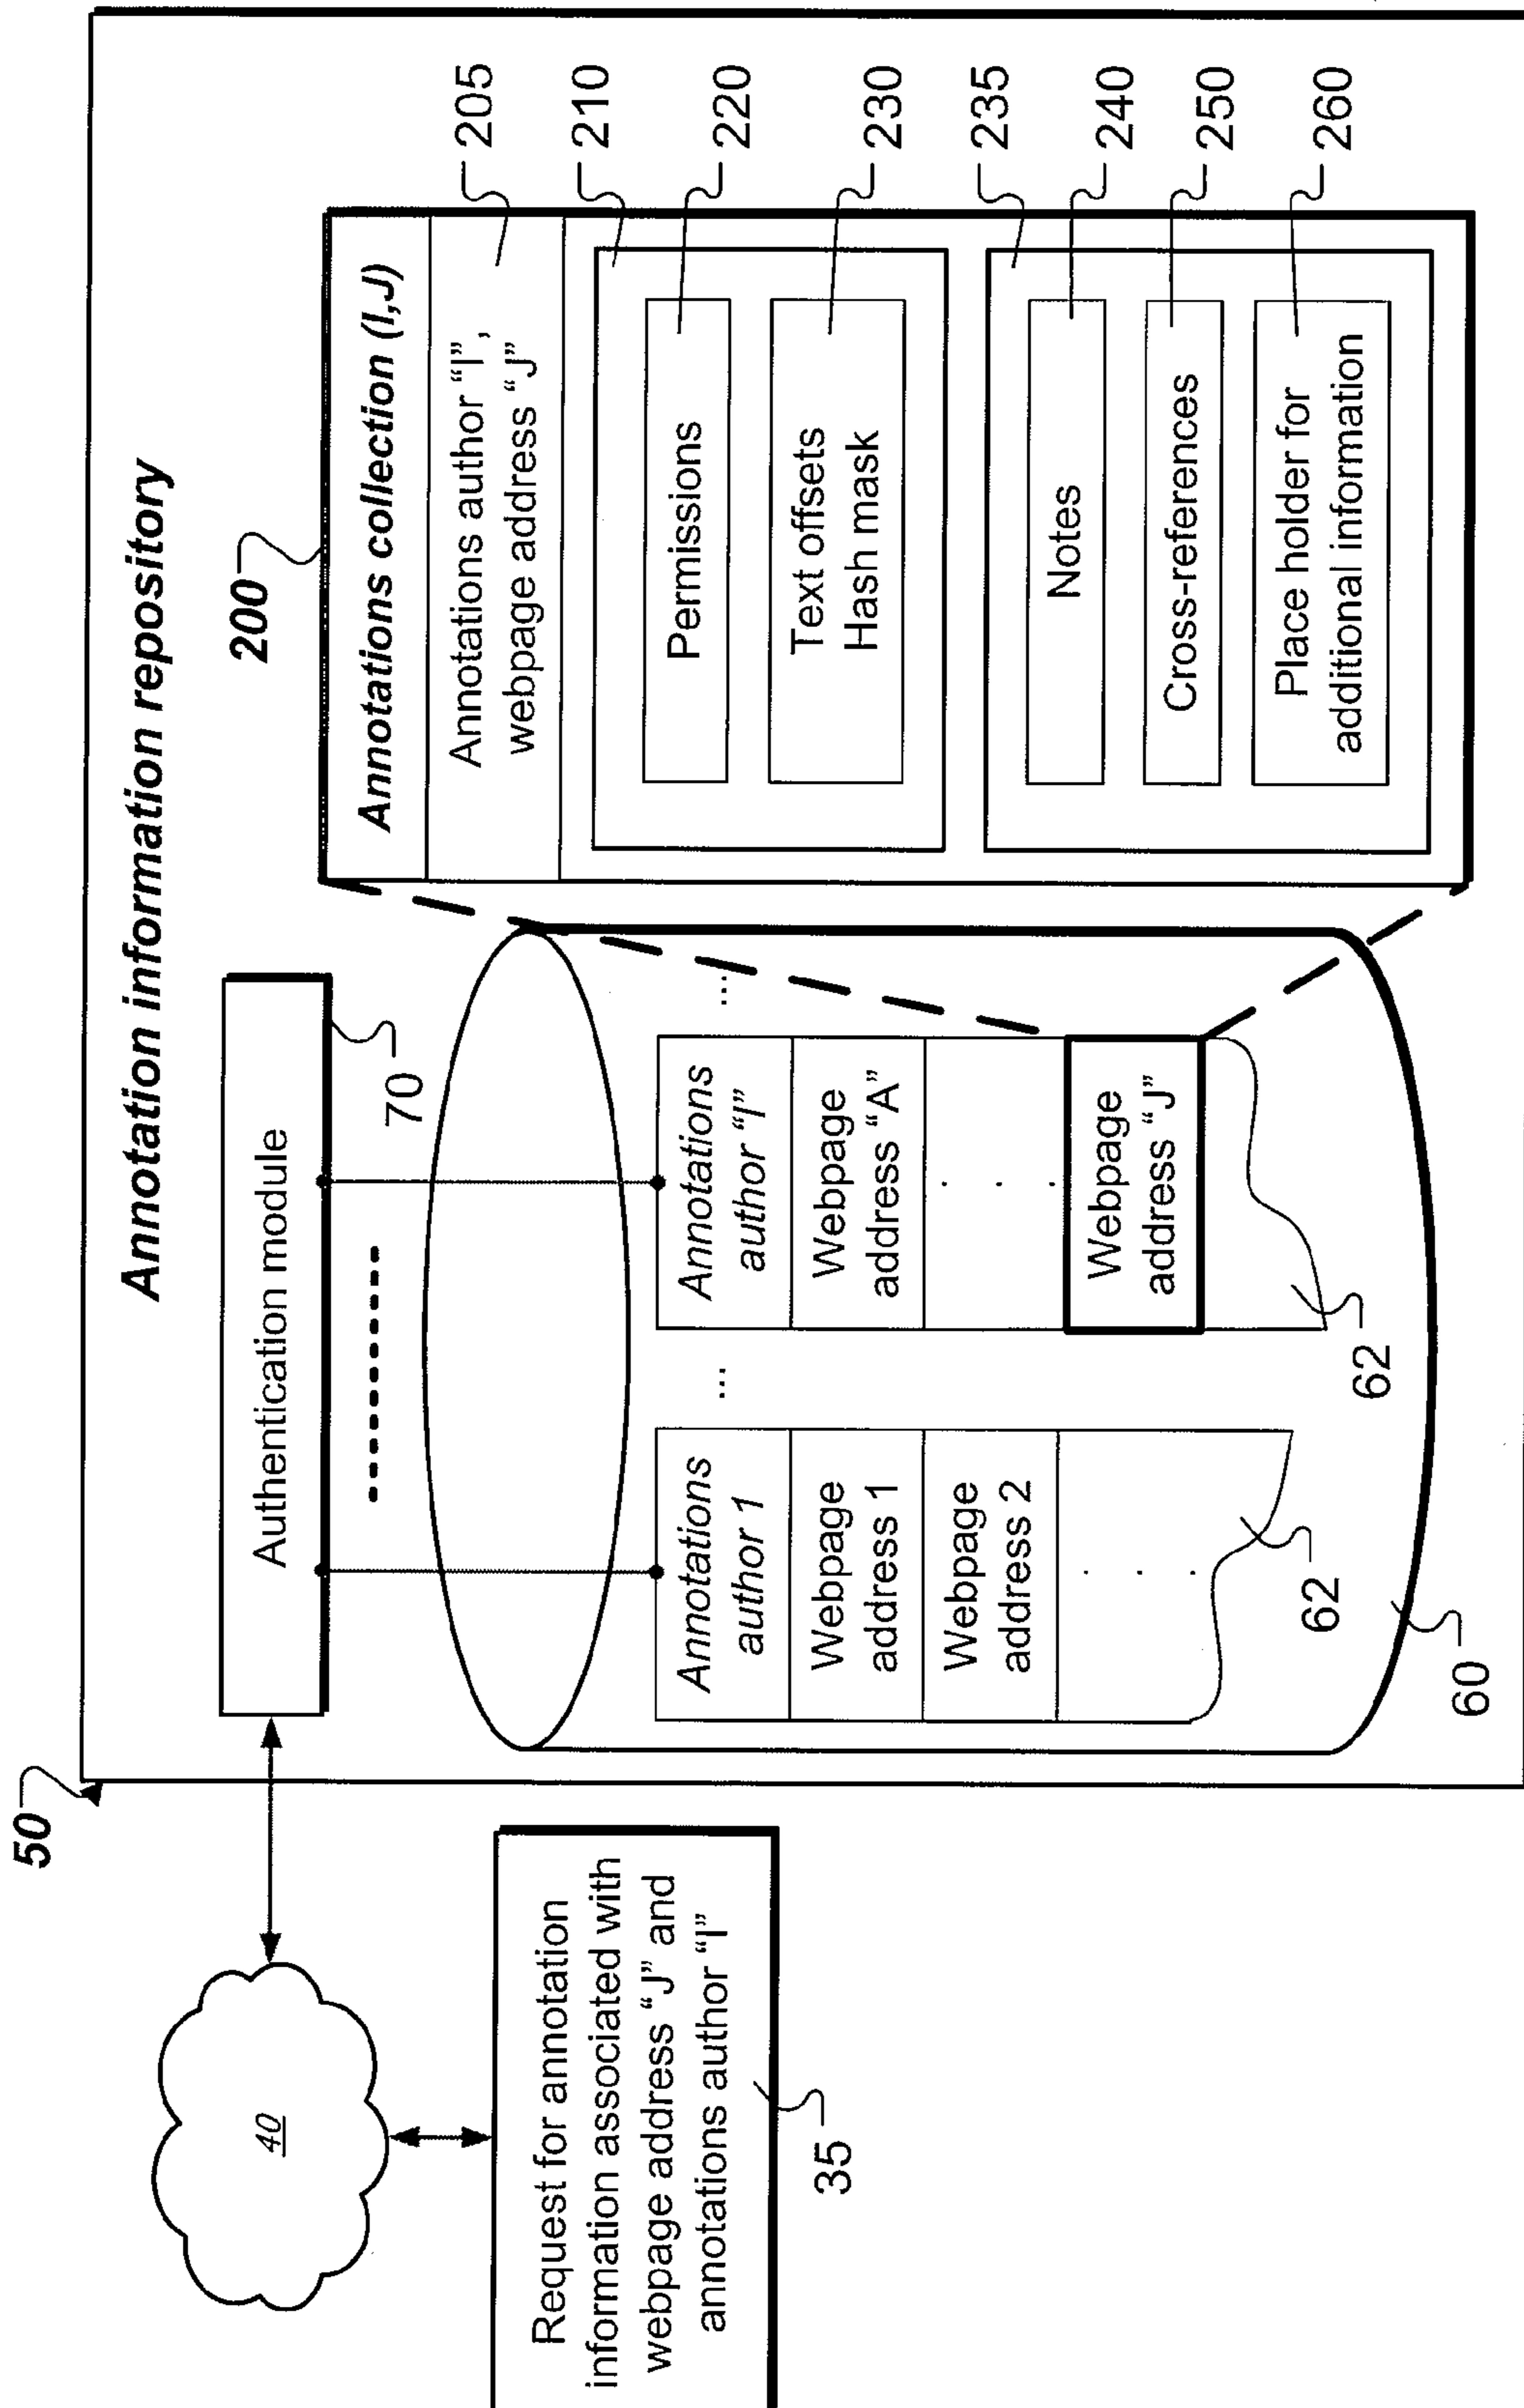 50
Annotation information repository
40
Request for annotation
information associated with
webpage address “J” and
annotations author “I”
35
Authentication module
70
Annotations
author 1
Webpage
address 1
Webpage
address 2
.
.
.
62
60
...
Annotations
author “I”
Webpage
address “A”
.
.
.
Webpage
address “J”
62
...
200
Annotations collection (I,J)
Annotations author “I”,
webpage address “J”
205
210
Permissions
220
Text offsets
Hash mask
230
235
Notes
240
Cross-references
250
Place holder for
additional information
260